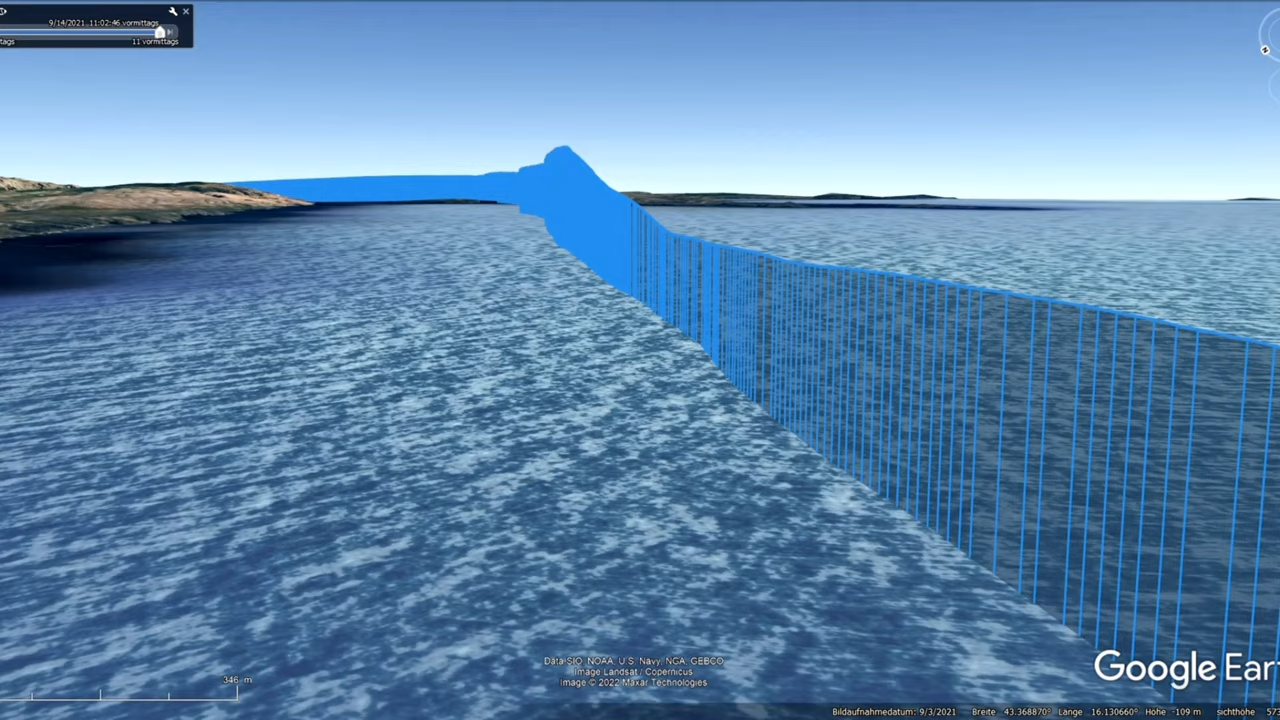 9/14/2021 11:02:46 vormittags
tags
11 vormittags
346 m
Data SIO, NOAA, U.S. Navy, NGA, GEBCO
Image Landsat / Copernicus
Image © 2022 Maxar Technologies
Google Eart
Bildaufnahmedatum: 9/3/2021 Breite 43.368870° Länge 16.130660° Höhe -109 m sichthöhe 573